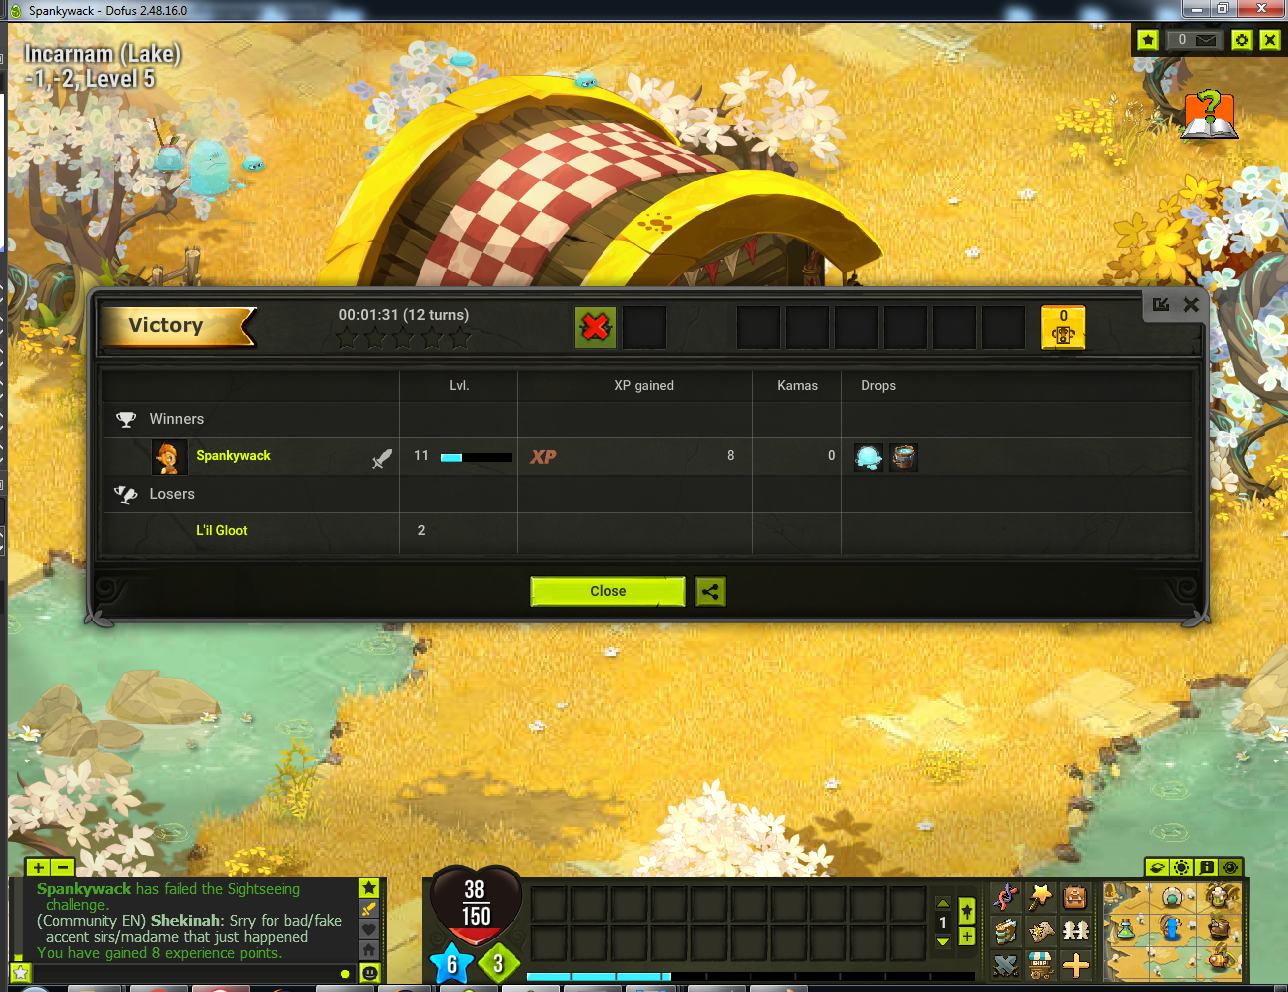 Spankywack - Dofus 2.48.16.0
Incarnam (Lake)
-1, -2, Level 5
0
?
Victory
00:01:31 (12 turns)
0
Lvl.
XP gained
Kamas
Drops
Winners
Spankywack
11
XP
8
0
Losers
L'il Gloot
2
Close
Spankywack has failed the Sightseeing
challenge.
(Community EN) Shekinah: Srry for bad/fake
accent sirs/madame that just happened
You have gained 8 experience points.
38
150
6
3
1
SHOP